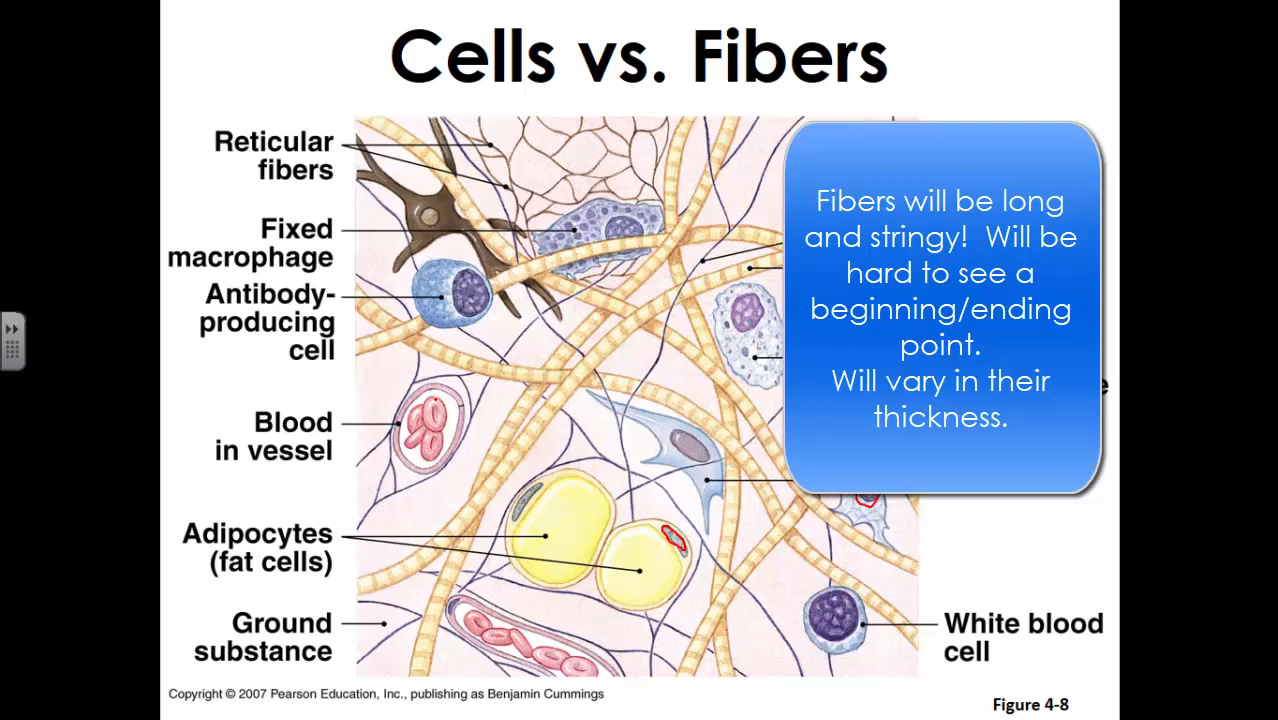 Cells vs. Fibers
Reticular
fibers
Fixed
macrophage
Antibody-
producing
cell
Blood
in vessel
Adipocytes
(fat cells)
Ground
substance
Fibers will be long
and stringy! Will be
hard to see a
beginning/ending
point.
Will vary in their
thickness.
White blood
cell
Copyright © 2007 Pearson Education, Inc., publishing as Benjamin Cummings
Figure 4-8